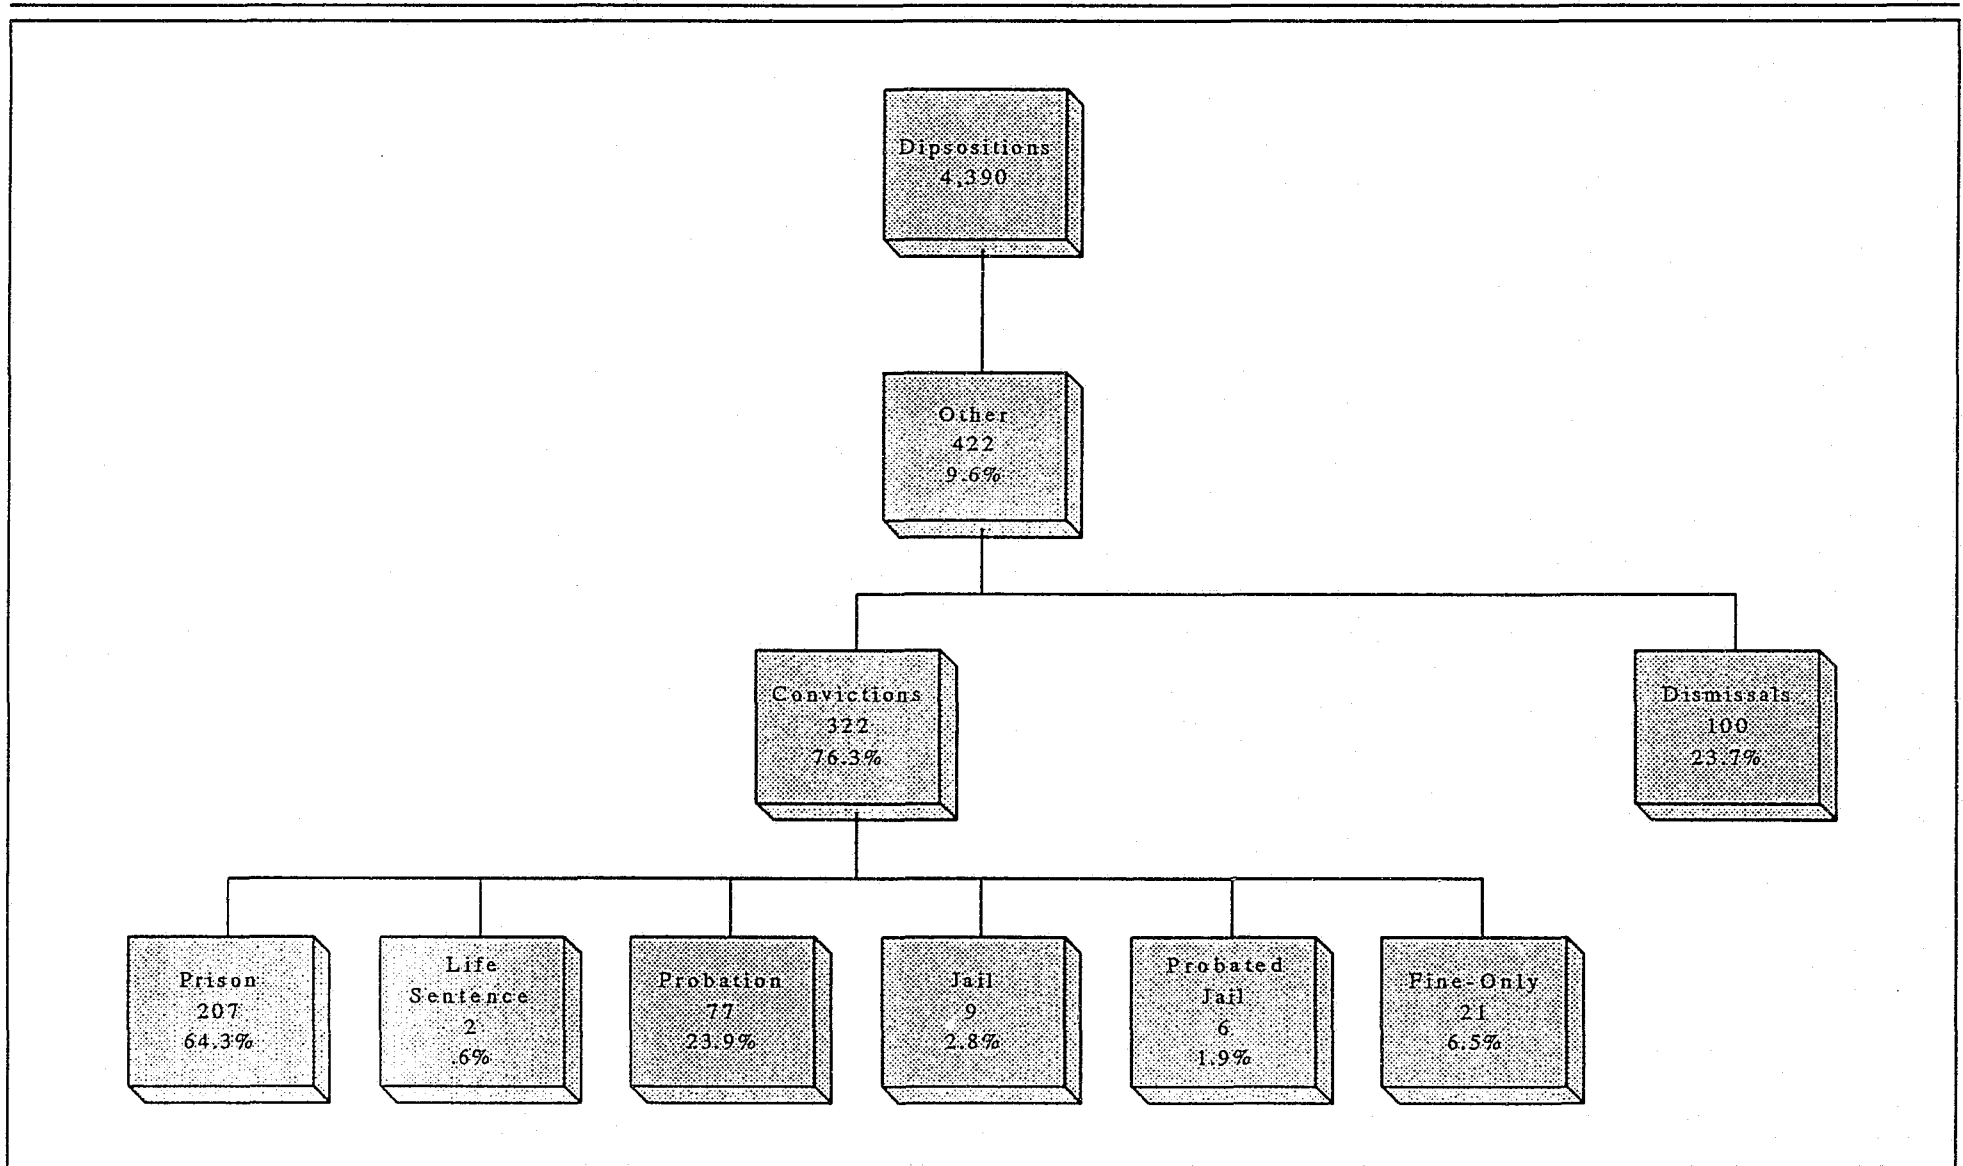 Dipsositions
4,390
Other
422
9.6%
Convictions
322
76.3%
Dismissals
100
23.7%
Prison
207
64.3%
Life
Sentence
2
.6%
Probation
77
23.9%
Jail
9
2.8%
Probated
Jail
6
1.9%
Fine-Only
21
6.5%